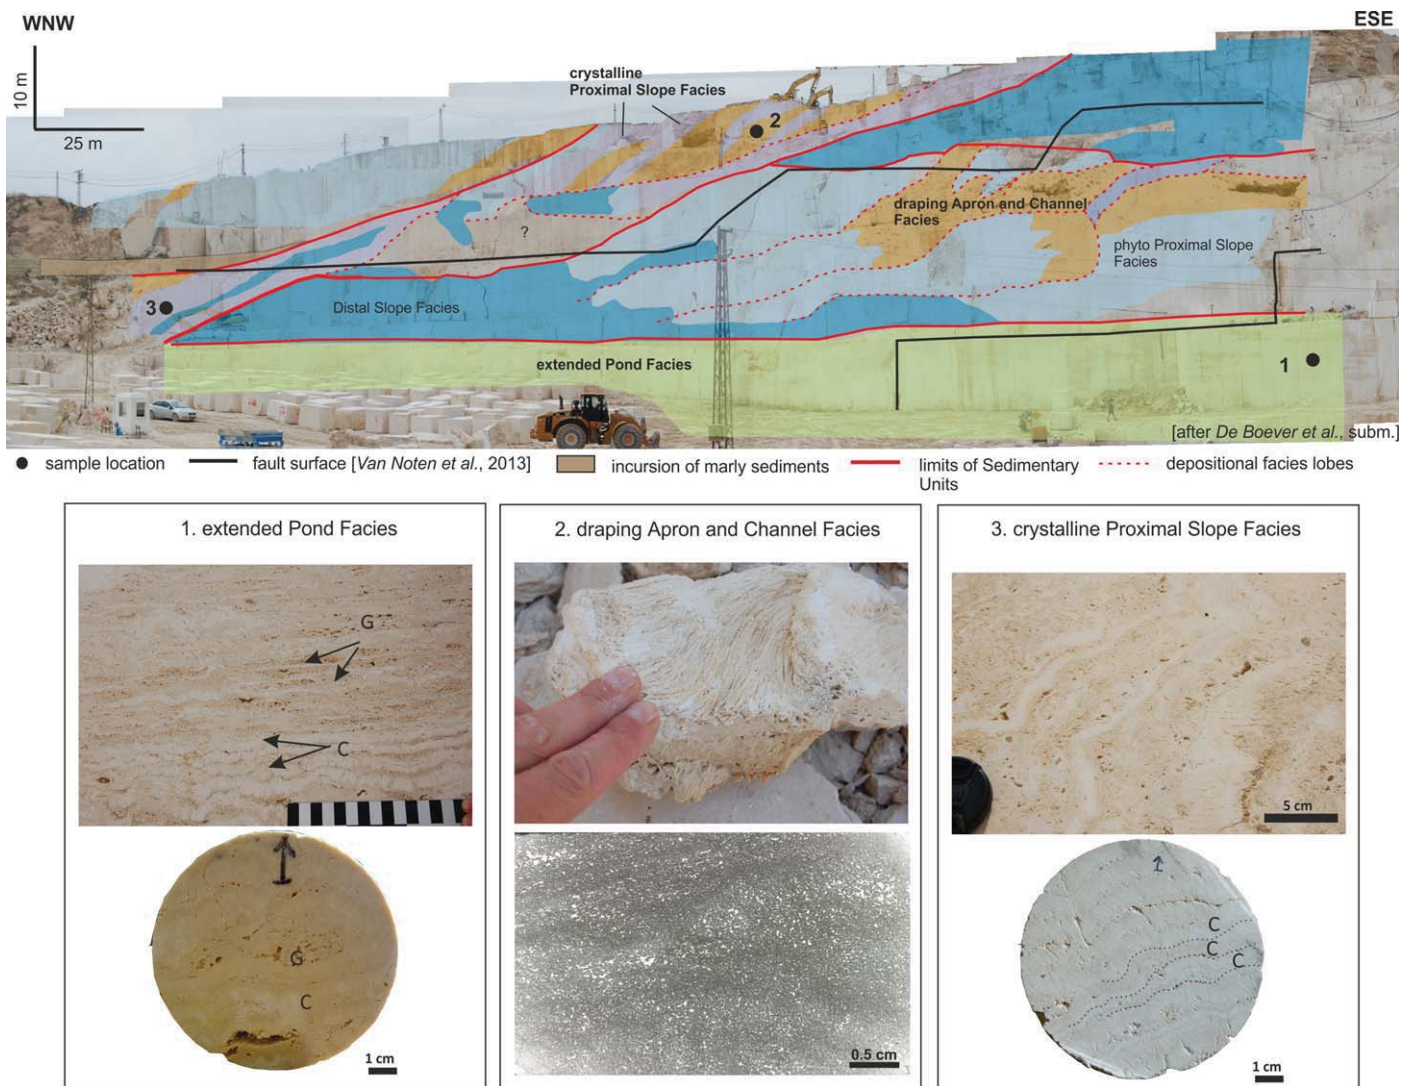 WNW
ESE
10 m
25 m
crystalline
Proximal Slope Facies
2
?
draping Apron and Channel
Facies
phyto Proximal Slope
Facies
3
Distal Slope Facies
extended Pond Facies
1
[after De Boever et al., subm.]
sample location
fault surface [Van Noten et al., 2013]
incursion of marly sediments
limits of Sedimentary
Units
depositional facies lobes
1. extended Pond Facies
G
C
G
C
1 cm
2. draping Apron and Channel Facies
0.5 cm
3. crystalline Proximal Slope Facies
5 cm
C
C
C
1 cm